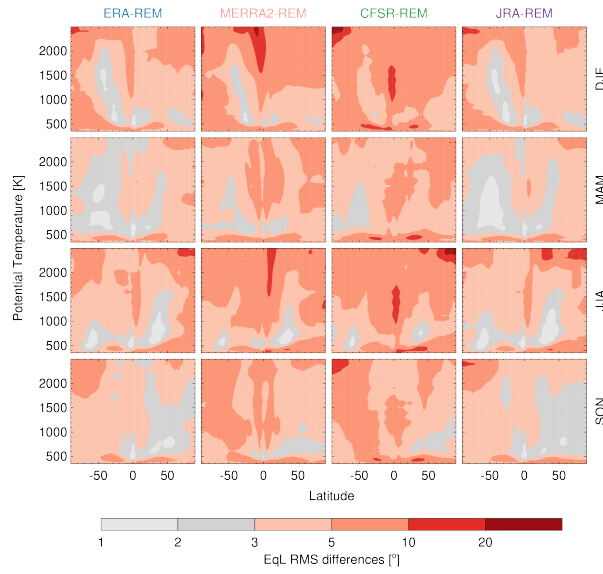 ERA-REM MERRA2-REM CFSR-REM JRA-REM
2000
1500
1000
500
DJF
2000
1500
1000
500
MAM
Potential Temperature [K]
2000
1500
1000
500
JJA
2000
1500
1000
500
SON
-50 0 50 -50 0 50 -50 0 50 -50 0 50
Latitude
1 2 3 5 10 20
EqL RMS differences [°]